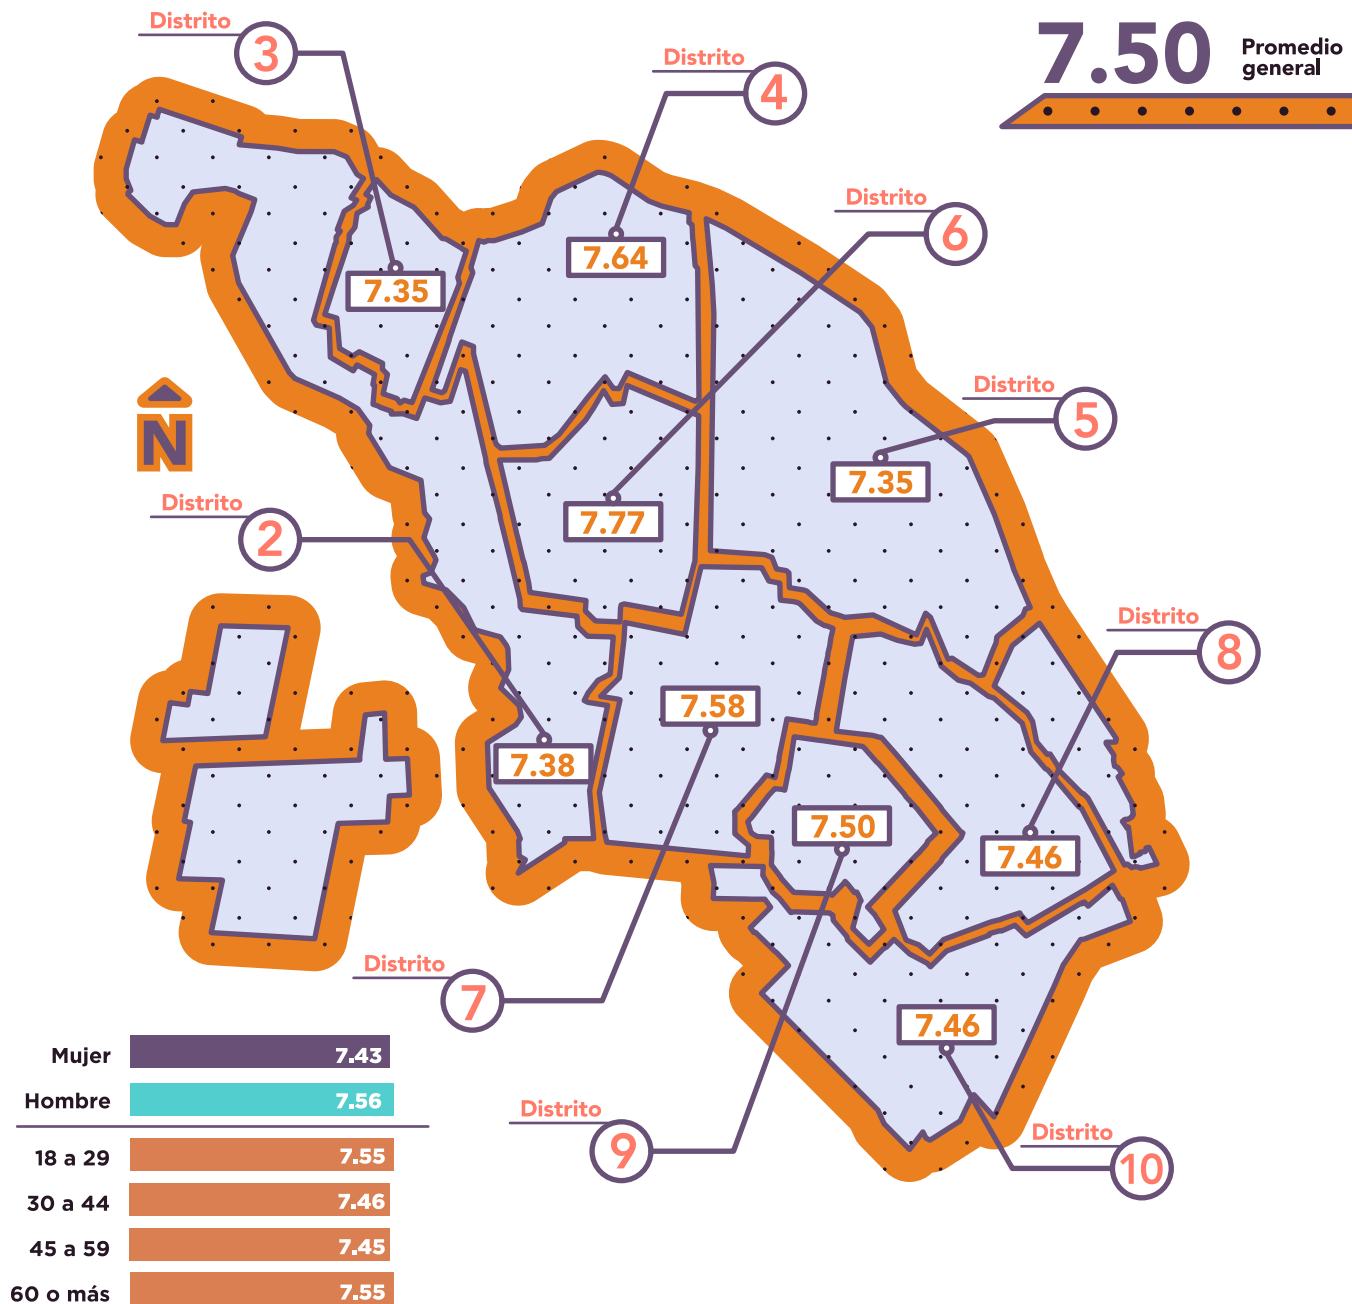 Distrito
3
7.50
Promedio
general
Distrito
4
Distrito
6
7.64
7.35
Distrito
5
7.35
7.77
N
Distrito
2
Distrito
8
7.58
7.38
7.50
7.46
Distrito
7
7.46
Distrito
9
Distrito
10
Mujer 7.43
Hombre 7.56
18 a 29 7.55
30 a 44 7.46
45 a 59 7.45
60 o más 7.55